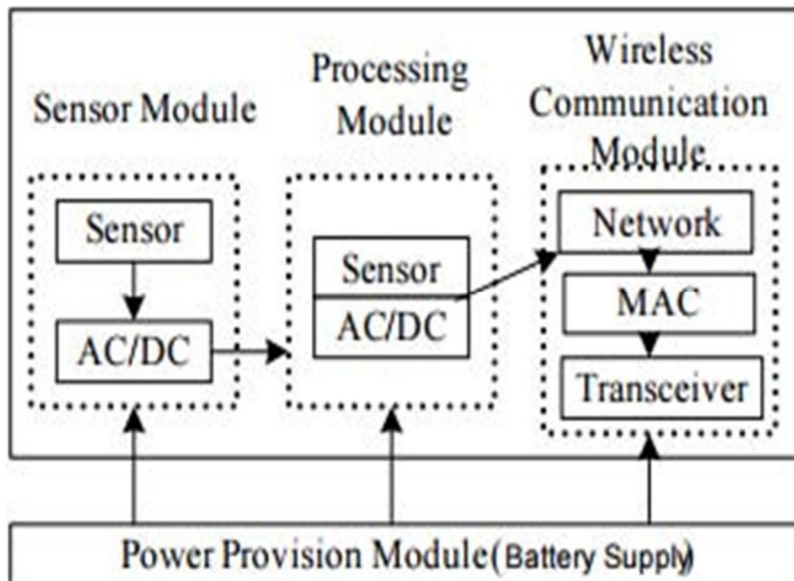 Sensor Module
Sensor
AC/DC
Processing
Module
Sensor
AC/DC
Wireless
Communication
Module
Network
MAC
Transceiver
Power Provision Module(Battery Supply)